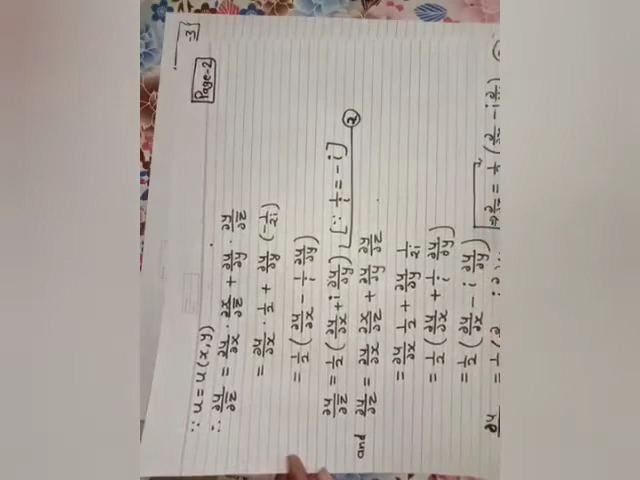 -3
Page-2
∵ u = u(x,y)
∴ ∂u/∂z̄ = ∂u/∂x · ∂x/∂z̄ + ∂u/∂y · ∂y/∂z̄
= ∂u/∂x · 1/2 + ∂u/∂y (-1/2i)
= 1/2 (∂u/∂x - 1/i ∂u/∂y)
∂u/∂z̄ = 1/2 (∂u/∂x + i ∂u/∂y) [∵ 1/i = -i] 2
and ∂u/∂z = ∂u/∂x ∂x/∂z + ∂u/∂y ∂y/∂z
= ∂u/∂x 1/2 + ∂u/∂y 1/2i
= 1/2 (∂u/∂x + 1/i ∂u/∂y)
= 1/2 (∂u/∂x - i ∂u/∂y)